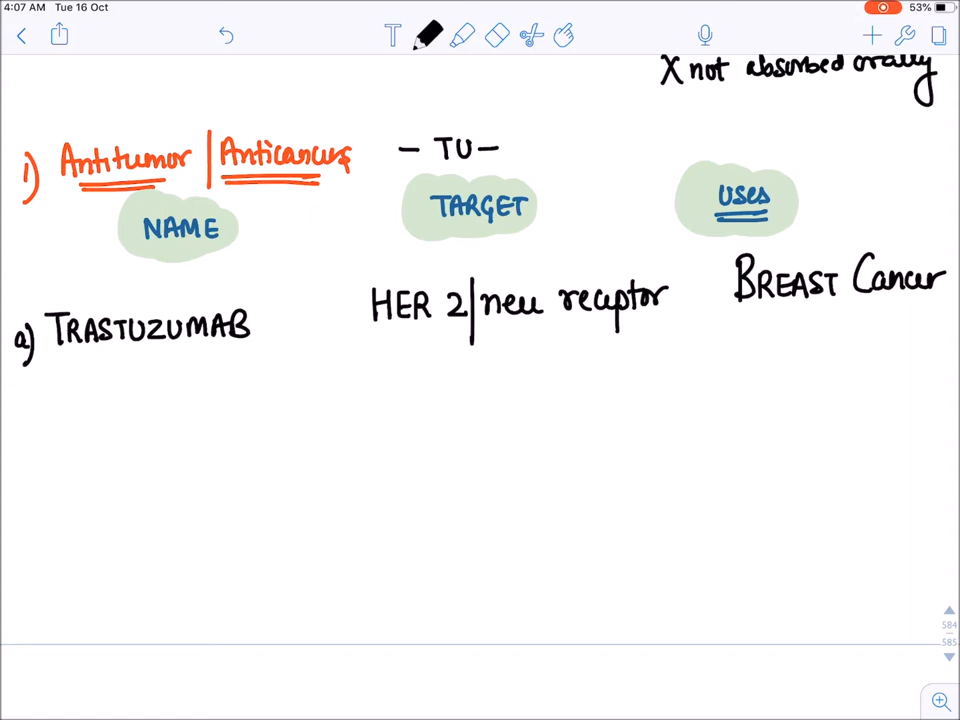 4:07 AM Tue 16 Oct 53%
T
X not absorbed orally
1) Antitumor | Anticancer - TU -
NAME TARGET USES
a) TRASTUZUMAB HER 2 | neu receptor BREAST Cancer
584
585